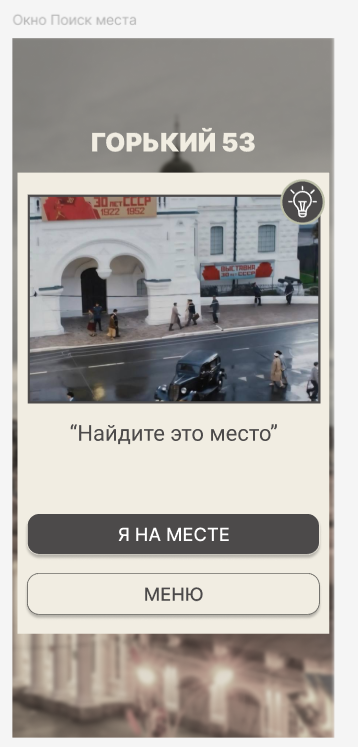 Окно Поиск места
ГОРЬКИЙ 53
30 ЛЕТ СССР
1922 1952
ВЫСТАВКА
30 ЛЕТ СССР
“Найдите это место”
Я НА МЕСТЕ
МЕНЮ